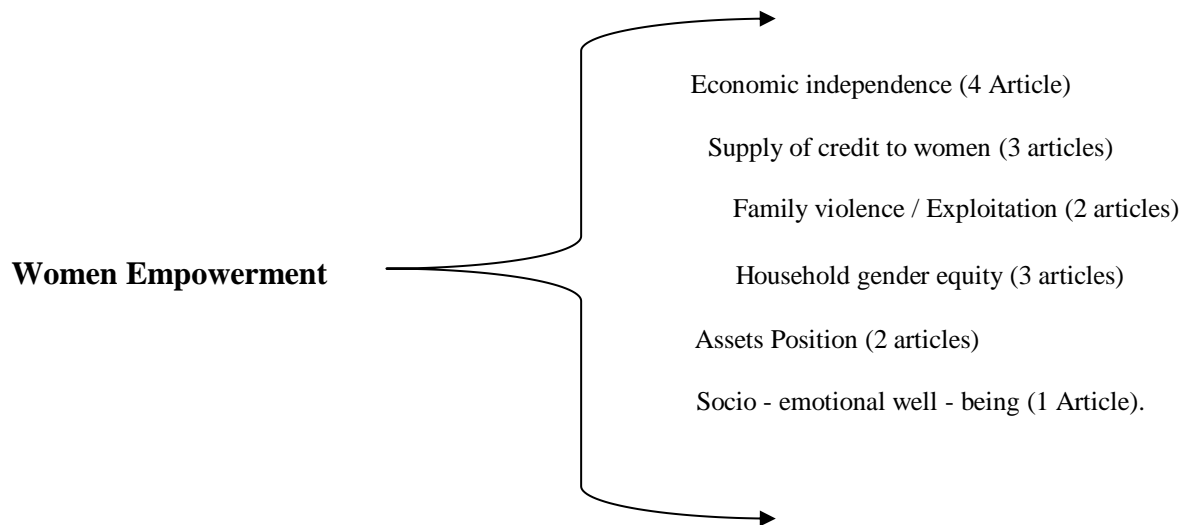 Economic independence (4 Article)
Supply of credit to women (3 articles)
Family violence / Exploitation (2 articles)
Women Empowerment
Household gender equity (3 articles)
Assets Position (2 articles)
Socio - emotional well - being (1 Article).